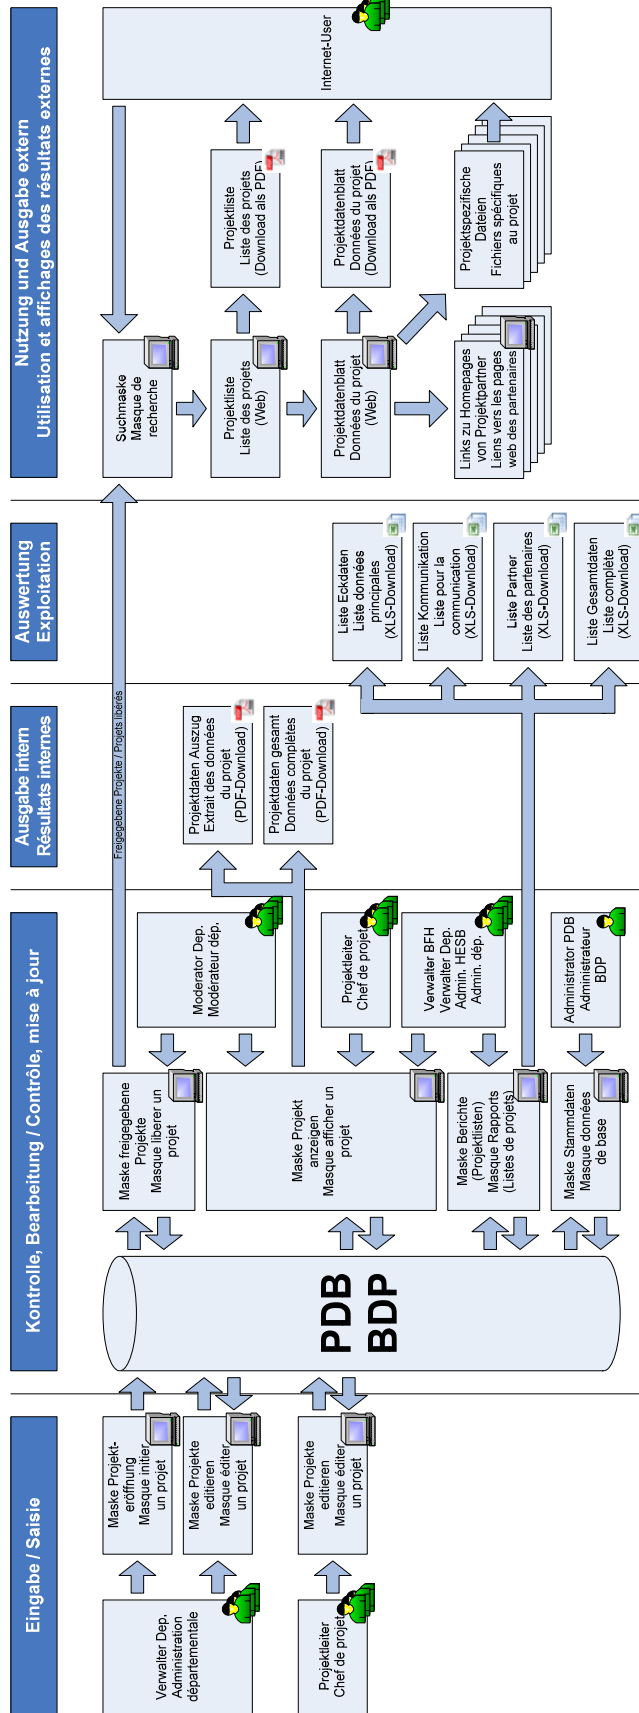 Eingabe / Saisie
Kontrolle, Bearbeitung / Contrôle, mise à jour
Ausgabe intern
Résultats internes
Auswertung
Exploitation
Nutzung und Ausgabe extern
Utilisation et affichages des résultats externes
Verwalter Dep.
Administration
départementale
Projektleiter
Chef de projet
Maske Projekt-
eröffnung
Masque initier
un projet
Maske Projekte
editieren
Masque éditer
un projet
Maske Projekte
editieren
Masque éditer
un projet
PDB
BDP
Maske freigegebene
Projekte
Masque liberer un
projet
Maske Projekt
anzeigen
Masque afficher un
projet
Maske Berichte
(Projektlisten)
Masque Rapports
(Listes de projets)
Maske Stammdaten
Masque données
de base
Moderator Dep.
Modérateur dép.
Projektleiter
Chef de projet
Verwalter BFH
Verwalter Dep.
Admin. HESB
Admin. dép.
Administrator PDB
Administrateur
BDP
Freigegebene Projekte / Projets libérés
Projektdaten Auszug
Extrait des données
du projet
(PDF-Download)
Projektdaten gesamt
Données complètes
du projet
(PDF-Download)
Liste Eckdaten
Liste données
principales
(XLS-Download)
Liste Kommunikation
Liste pour la
communication
(XLS-Download)
Liste Partner
Liste des partenaires
(XLS-Download)
Liste Gesamtdaten
Liste complète
(XLS-Download)
Suchmaske
Masque de
recherche
Projektliste
Liste des projets
(Web)
Projektdatenblatt
Données du projet
(Web)
Links zu Homepages
von Projektpartner
Liens vers les pages
web des partenaires
Projektliste
Liste des projets
(Download als PDF)
Projektdatenblatt
Données du projet
(Download als PDF)
Projektspezifische
Dateien
Fichiers spécifiques
au projet
Internet-User